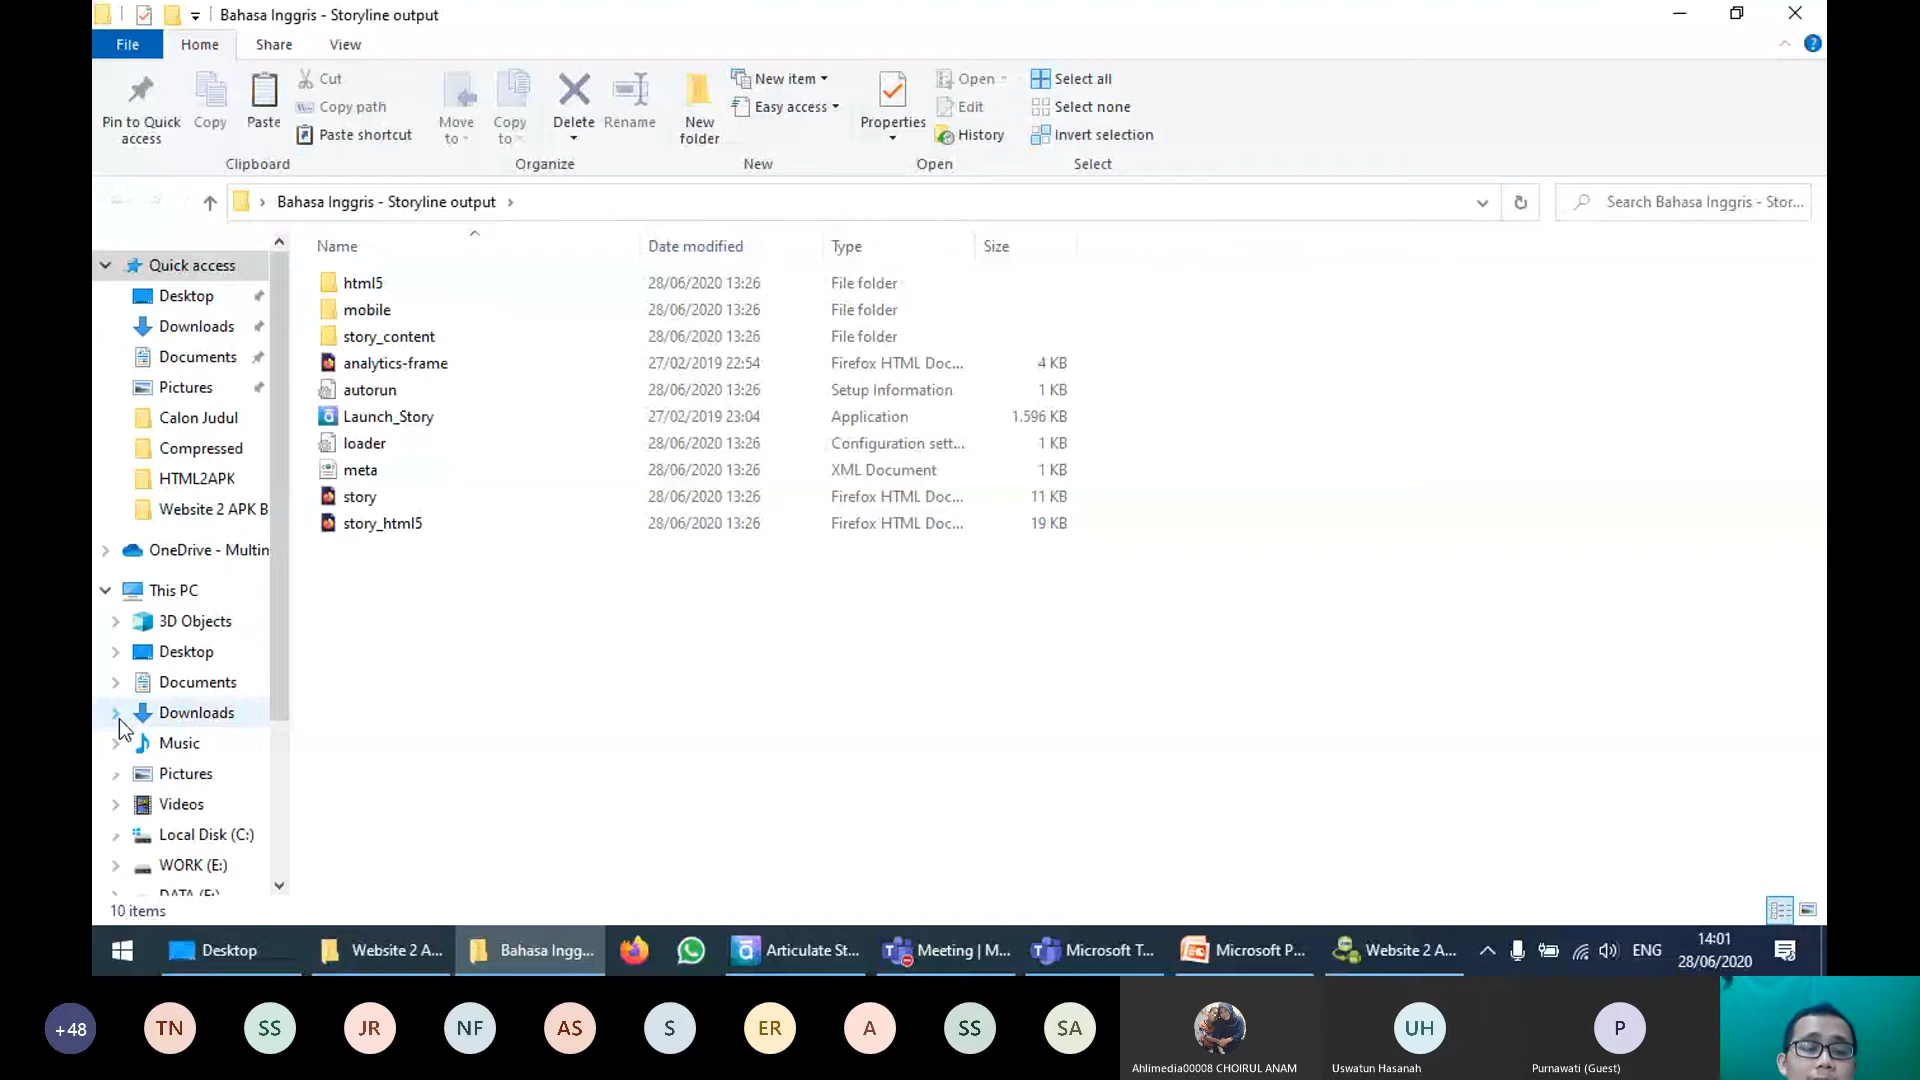 Bahasa Inggris - Storyline output
File Home Share View
Pin to Quick access
Copy
Paste
Cut
Copy path
Paste shortcut
Clipboard
Move to
Copy to
Delete
Rename
Organize
New folder
New item
Easy access
New
Properties
Open
Edit
History
Open
Select all
Select none
Invert selection
Select
Bahasa Inggris - Storyline output
Search Bahasa Inggris - Stor...
Quick access
Desktop
Downloads
Documents
Pictures
Calon Judul
Compressed
HTML2APK
Website 2 APK B
OneDrive - Multin
This PC
3D Objects
Desktop
Documents
Downloads
Music
Pictures
Videos
Local Disk (C:)
WORK (E:)
Name Date modified Type Size
html5 28/06/2020 13:26 File folder
mobile 28/06/2020 13:26 File folder
story_content 28/06/2020 13:26 File folder
analytics-frame 27/02/2019 22:54 Firefox HTML Doc... 4 KB
autorun 28/06/2020 13:26 Setup Information 1 KB
Launch_Story 27/02/2019 23:04 Application 1.596 KB
loader 28/06/2020 13:26 Configuration sett... 1 KB
meta 28/06/2020 13:26 XML Document 1 KB
story 28/06/2020 13:26 Firefox HTML Doc... 11 KB
story_html5 28/06/2020 13:26 Firefox HTML Doc... 19 KB
10 items
Desktop Website 2 A... Bahasa Ingg... Articulate St... Meeting | M... Microsoft T... Microsoft P... Website 2 A... ENG
14:01
28/06/2020
+48 TN SS JR NF AS S ER A SS SA UH P
Ahlimedia00008 CHOIRUL ANAM Uswatun Hasanah Purnawati (Guest)